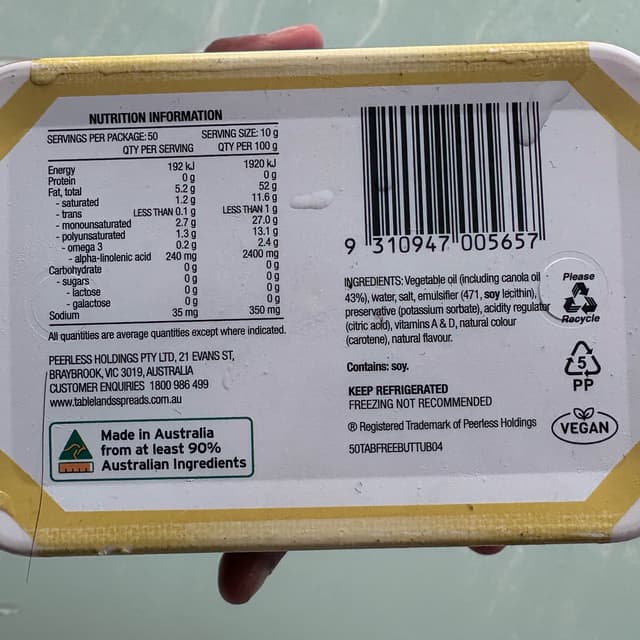 NUTRITION INFORMATION
SERVINGS PER PACKAGE: 50 SERVING SIZE: 10 g
QTY PER SERVING QTY PER 100 g
Energy 192 kJ 1920 kJ
Protein 0 g 0 g
Fat, total 5.2 g 52 g
- saturated 1.2 g 11.6 g
- trans LESS THAN 0.1 g LESS THAN 1 g
- monounsaturated 2.7 g 27.0 g
- polyunsaturated 1.3 g 13.1 g
- omega 3 0.2 g 2.4 g
- alpha-linolenic acid 240 mg 2400 mg
Carbohydrate 0 g 0 g
- sugars 0 g 0 g
- lactose 0 g 0 g
- galactose 0 g 0 g
Sodium 35 mg 350 mg
All quantities are average quantities except where indicated.
PEERLESS HOLDINGS PTY LTD, 21 EVANS ST,
BRAYBROOK, VIC 3019, AUSTRALIA
CUSTOMER ENQUIRIES 1800 986 499
www.tablelandsspreads.com.au
Made in Australia
from at least 90%
Australian Ingredients
9 310947 005657
INGREDIENTS: Vegetable oil (including canola oil
43%), water, salt, emulsifier (471, soy lecithin),
preservative (potassium sorbate), acidity regulator
(citric acid), vitamins A & D, natural colour
(carotene), natural flavour.
Contains: soy.
KEEP REFRIGERATED
FREEZING NOT RECOMMENDED
® Registered Trademark of Peerless Holdings
50TABFREEBUTTUB04
Please
Recycle
5
PP
VEGAN